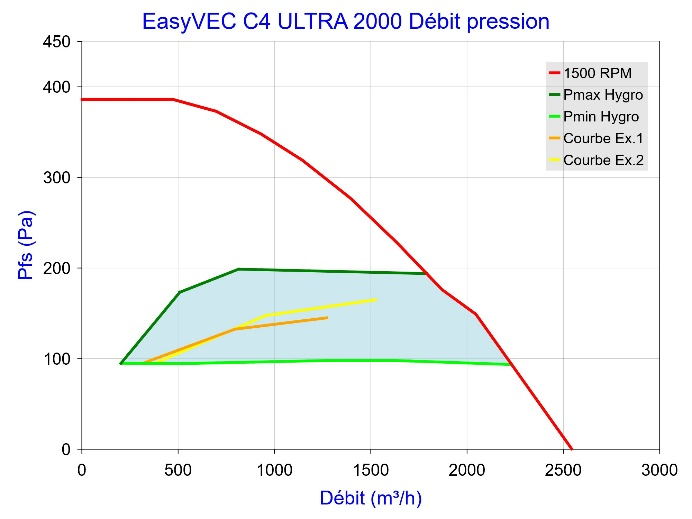 EasyVEC C4 ULTRA 2000 Débit pression
450
400
300
200
100
0
Pfs (Pa)
1500 RPM
Pmax Hygro
Pmin Hygro
Courbe Ex.1
Courbe Ex.2
0 500 1000 1500 2000 2500 3000
Débit (m³/h)